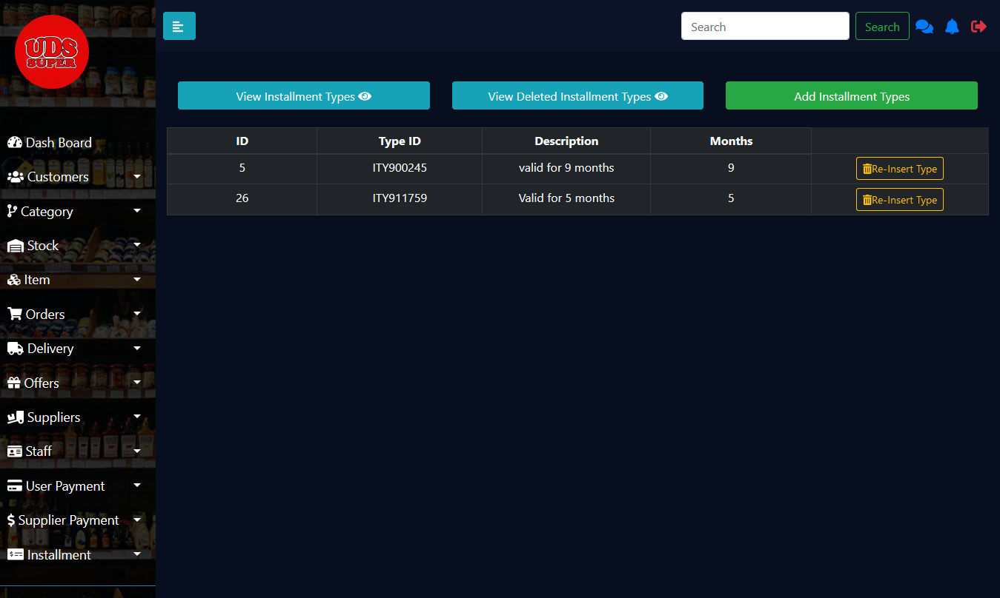 UDS
SUPER
Search
Search
View Installment Types
View Deleted Installment Types
Add Installment Types
ID Type ID Description Months
5 ITY900245 valid for 9 months 9 Re-Insert Type
26 ITY911759 Valid for 5 months 5 Re-Insert Type
Dash Board
Customers
Category
Stock
Item
Orders
Delivery
Offers
Suppliers
Staff
User Payment
Supplier Payment
Installment